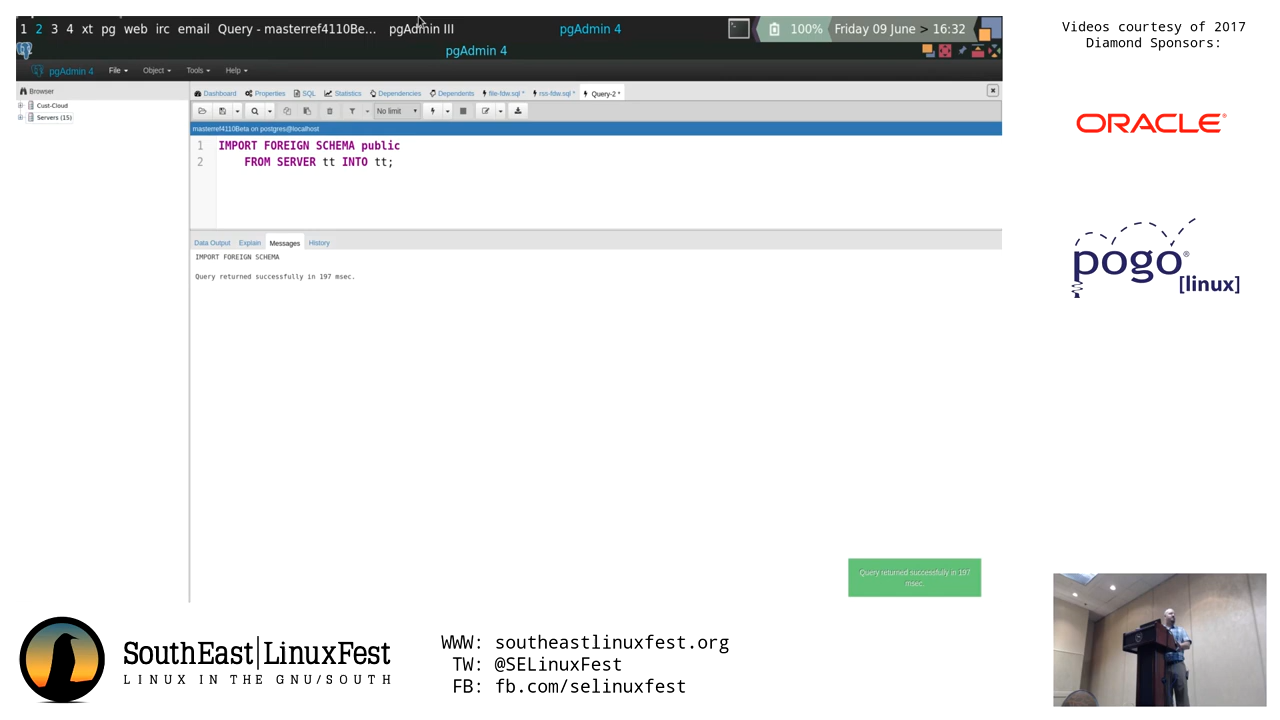 1 2 3 4 xt pg web irc email Query - masterref4110Be... pgAdmin III pgAdmin 4 100% Friday 09 June > 16:32
pgAdmin 4
pgAdmin 4 File Object Tools Help
Browser
Cust-Cloud
Servers (15)
Dashboard Properties SQL Statistics Dependencies Dependents file-fdw.sql * rss-fdw.sql * Query-2 *
No limit
masterref4110Beta on postgres@localhost
1 IMPORT FOREIGN SCHEMA public
2 FROM SERVER tt INTO tt;
Data Output Explain Messages History
IMPORT FOREIGN SCHEMA
Query returned successfully in 197 msec.
Query returned successfully in 197
msec.
Videos courtesy of 2017
Diamond Sponsors:
ORACLE®
pogo®
[linux]
SouthEast|LinuxFest
LINUX IN THE GNU/SOUTH
WWW: southeastlinuxfest.org
TW: @SELinuxFest
FB: fb.com/selinuxfest